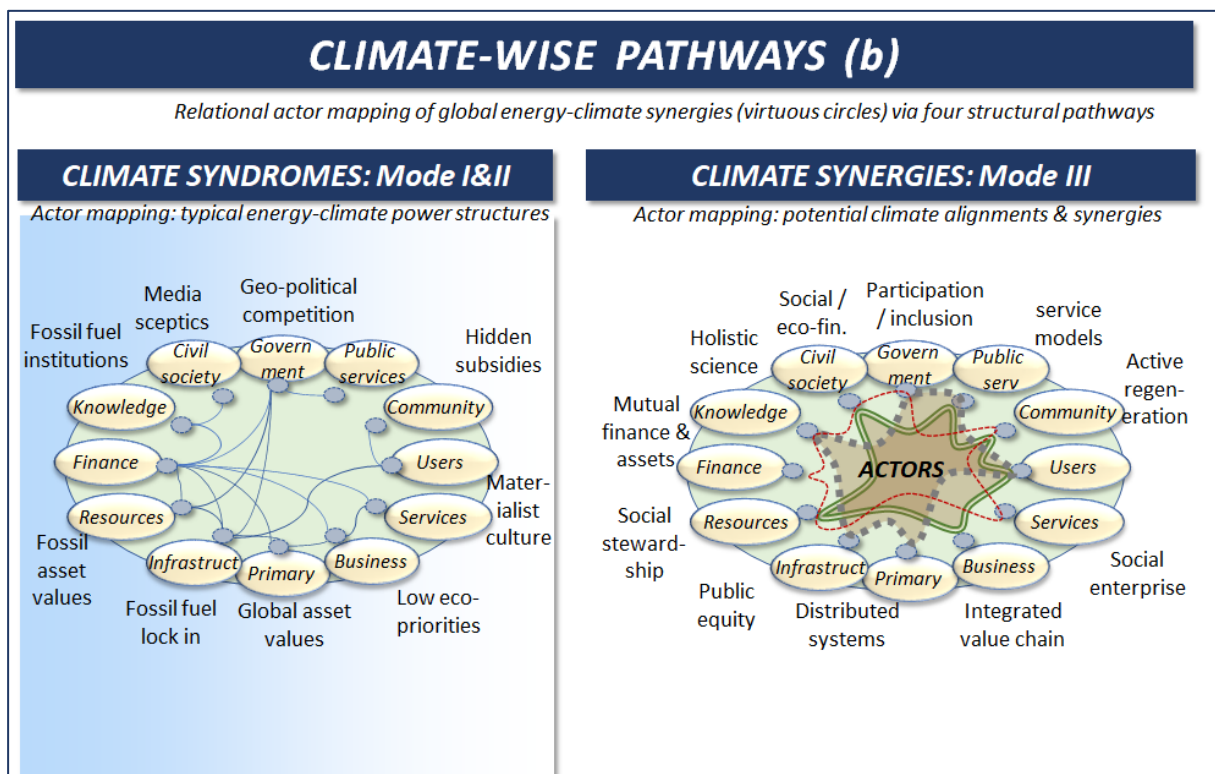 CLIMATE-WISE PATHWAYS (b)
Relational actor mapping of global energy-climate synergies (virtuous circles) via four structural pathways
CLIMATE SYNDROMES: Mode I&II
Actor mapping: typical energy-climate power structures
Geo-political
competition
Media
sceptics
Fossil fuel
institutions
Hidden
subsidies
Civil
society
Govern
ment
Public
services
Knowledge
Community
Finance
Users
Resources
Services
Infrastruct
Primary
Business
Mater-
ialist
culture
Fossil
asset
values
Fossil fuel
lock in
Global asset
values
Low eco-
priorities
CLIMATE SYNERGIES: Mode III
Actor mapping: potential climate alignments & synergies
Social /
eco-fin.
Participation
/ inclusion
service
models
Holistic
science
Active
regen-
eration
Mutual
finance &
assets
Civil
society
Govern
ment
Public
serv
Knowledge
Community
Finance
ACTORS
Users
Resources
Services
Infrastruct
Primary
Business
Social
steward-
ship
Public
equity
Distributed
systems
Integrated
value chain
Social
enterprise